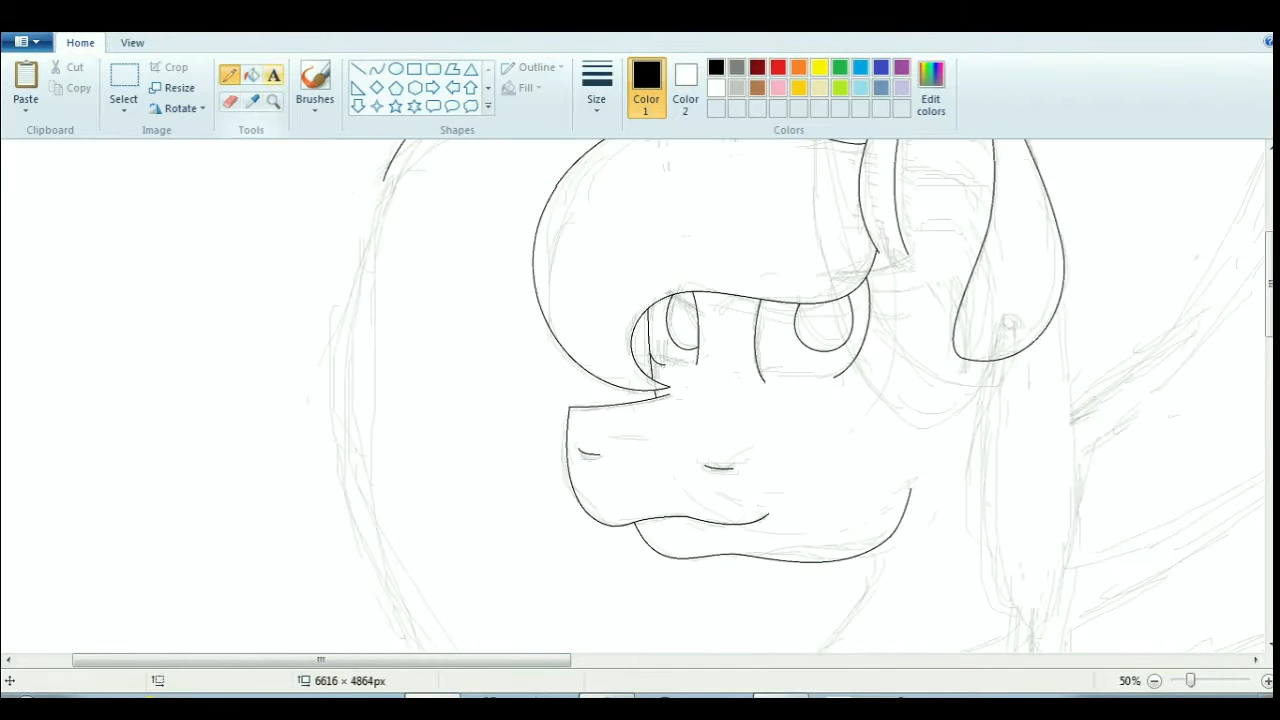 Home View
Paste Cut Copy
Select Crop Resize Rotate
A
Brushes
Outline Fill
Size
Color 1
Color 2
Edit colors
Clipboard Image Tools Shapes Colors
6616 × 4864px 50%